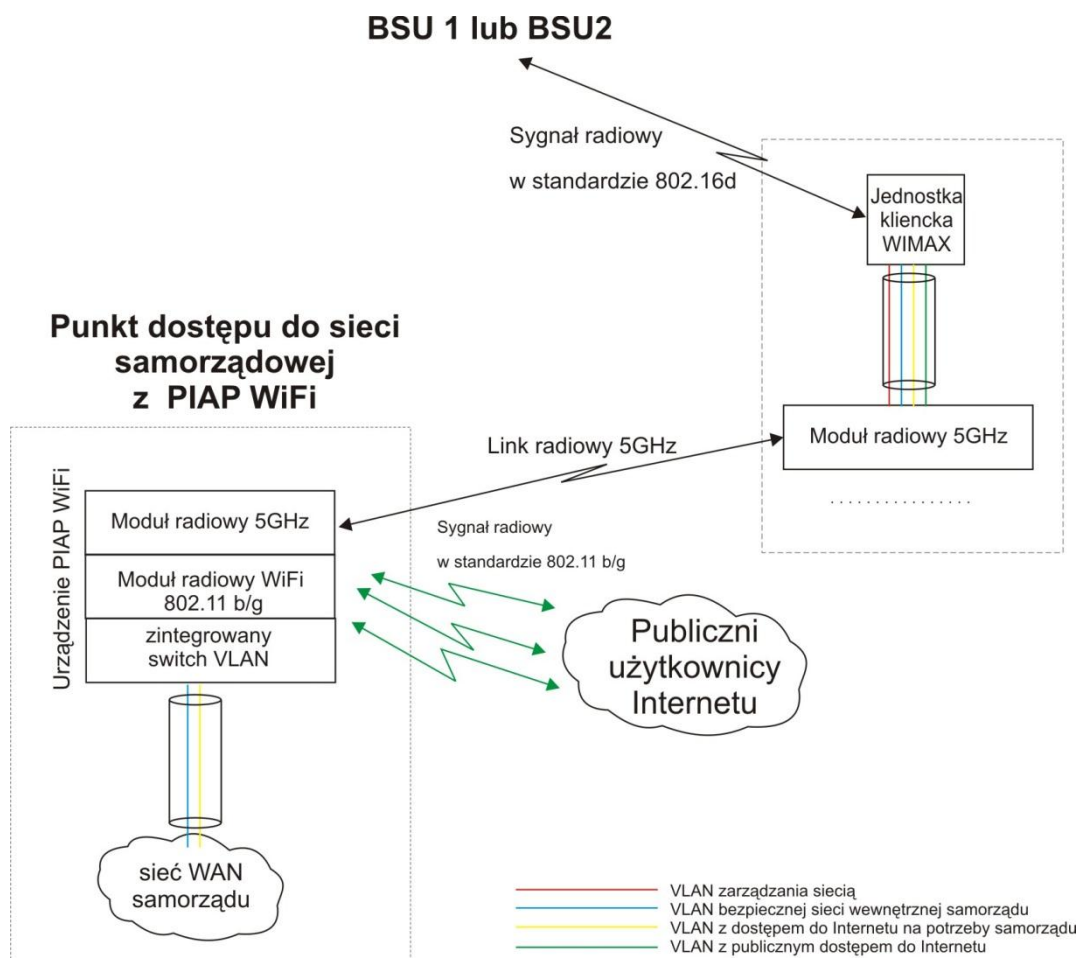 BSU 1 lub BSU2
Sygnał radiowy
w standardzie 802.16d
Jednostka
kliencka
WIMAX
Punkt dostępu do sieci
samorządowej
z PIAP WiFi
Moduł radiowy 5GHz
Link radiowy 5GHz
...............
Urządzenie PIAP WiFi
Moduł radiowy 5GHz
Moduł radiowy WiFi
802.11 b/g
zintegrowany
switch VLAN
Sygnał radiowy
w standardzie 802.11 b/g
Publiczni
użytkownicy
Internetu
sieć WAN
samorządu
VLAN zarządzania siecią
VLAN bezpiecznej sieci wewnętrznej samorządu
VLAN z dostępem do Internetu na potrzeby samorządu
VLAN z publicznym dostępem do Internetu